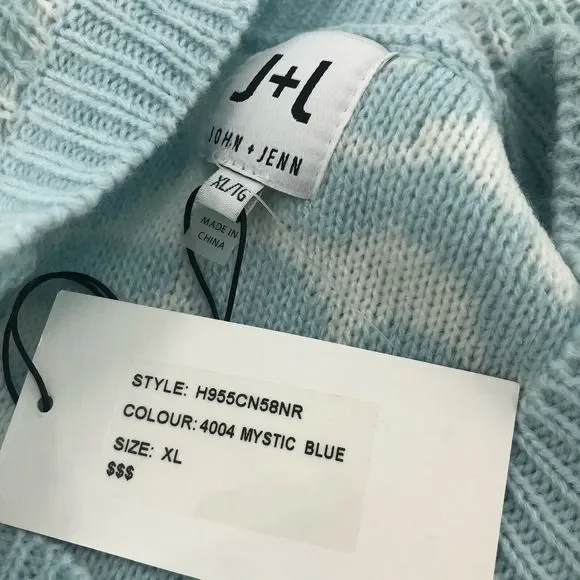 J+J
JOHN + JENN
XL/TG
MADE IN
CHINA
STYLE: H955CN58NR
COLOUR: 4004 MYSTIC BLUE
SIZE: XL
$$$